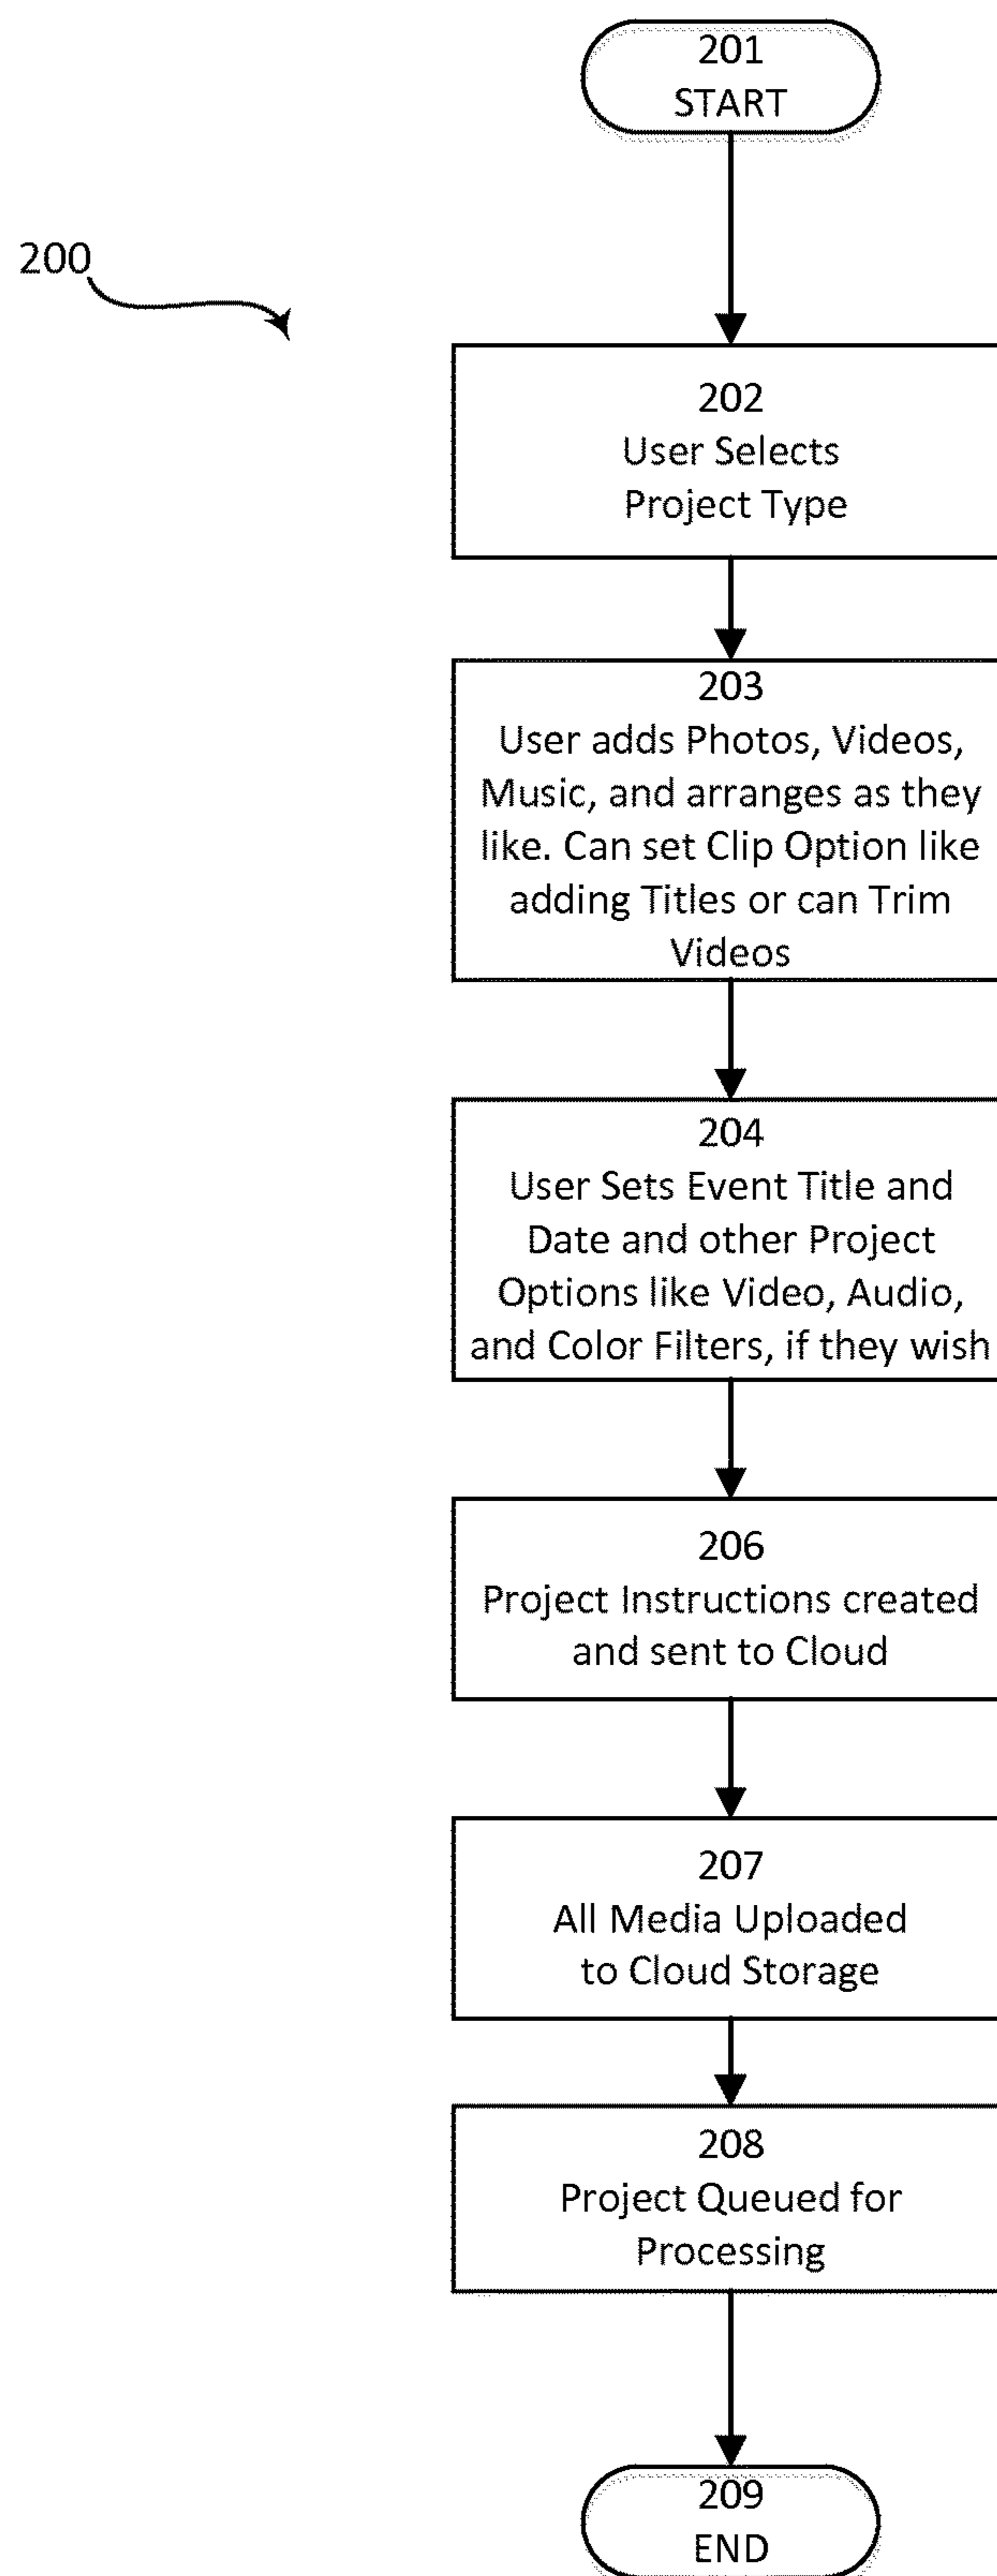 201
START
200
202
User Selects
Project Type
203
User adds Photos, Videos,
Music, and arranges as they
like. Can set Clip Option like
adding Titles or can Trim
Videos
204
User Sets Event Title and
Date and other Project
Options like Video, Audio,
and Color Filters, if they wish
206
Project Instructions created
and sent to Cloud
207
All Media Uploaded
to Cloud Storage
208
Project Queued for
Processing
209
END